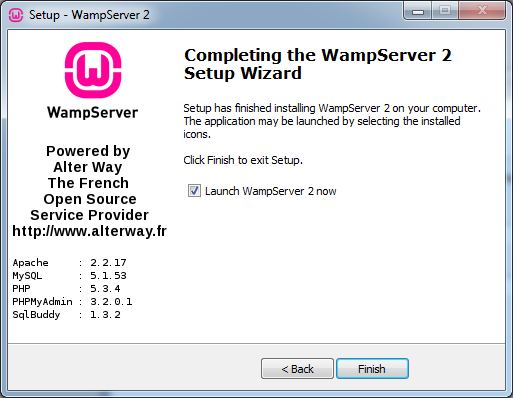 Setup - WampServer 2
WampServer
Powered by
Alter Way
The French
Open Source
Service Provider
http://www.alterway.fr
Apache : 2.2.17
MySQL : 5.1.53
PHP : 5.3.4
PHPMyAdmin : 3.2.0.1
SqlBuddy : 1.3.2
Completing the WampServer 2
Setup Wizard
Setup has finished installing WampServer 2 on your computer.
The application may be launched by selecting the installed
icons.
Click Finish to exit Setup.
Launch WampServer 2 now
< Back
Finish